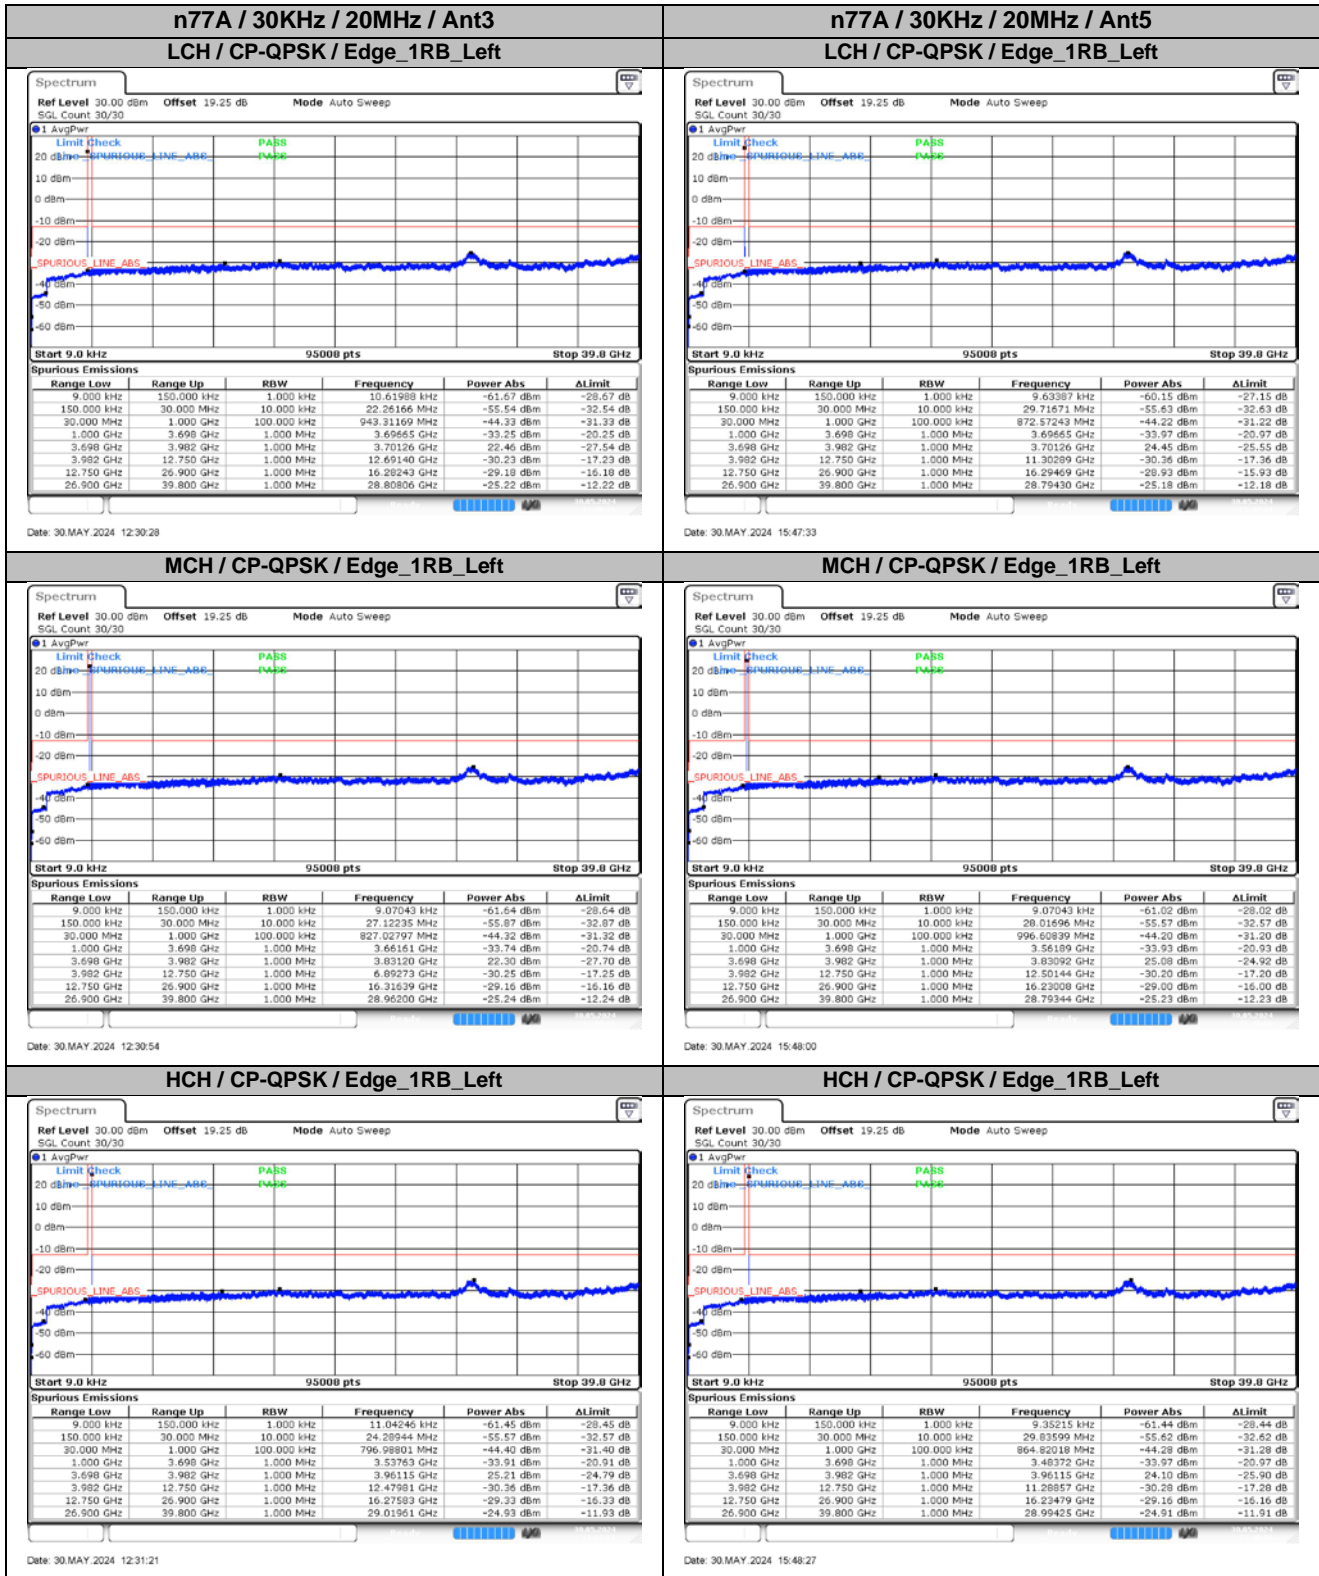 n77A / 30KHz / 20MHz / Ant3
n77A / 30KHz / 20MHz / Ant5
LCH / CP-QPSK / Edge_1RB_Left
LCH / CP-QPSK / Edge_1RB_Left
Spectrum
Ref Level 30.00 dBm Offset 19.25 dB Mode Auto Sweep
SGL Count 30/30
1 AvgPwr
Limit Check PASS
Line _SPURIOUS_LINE_ABS_ PASS
20 dBm
10 dBm
0 dBm
-10 dBm
-20 dBm
_SPURIOUS_LINE_ABS_
-40 dBm
-50 dBm
-60 dBm
Start 9.0 kHz 95008 pts Stop 39.8 GHz
Spurious Emissions
Range Low Range Up RBW Frequency Power Abs ΔLimit
9.000 kHz 150.000 kHz 1.000 kHz 10.61988 kHz -61.67 dBm -28.67 dB
150.000 kHz 30.000 MHz 10.000 kHz 22.26166 MHz -55.54 dBm -32.54 dB
30.000 MHz 1.000 GHz 100.000 kHz 943.31169 MHz -44.33 dBm -31.33 dB
1.000 GHz 3.698 GHz 1.000 MHz 3.69665 GHz -33.25 dBm -20.25 dB
3.698 GHz 3.982 GHz 1.000 MHz 3.70126 GHz 22.46 dBm -27.54 dB
3.982 GHz 12.750 GHz 1.000 MHz 12.69140 GHz -30.23 dBm -17.23 dB
12.750 GHz 26.900 GHz 1.000 MHz 16.28243 GHz -29.18 dBm -16.18 dB
26.900 GHz 39.800 GHz 1.000 MHz 28.80806 GHz -25.22 dBm -12.22 dB
Date: 30.MAY.2024 12:30:28
Spectrum
Ref Level 30.00 dBm Offset 19.25 dB Mode Auto Sweep
SGL Count 30/30
1 AvgPwr
Limit Check PASS
Line _SPURIOUS_LINE_ABS_ PASS
20 dBm
10 dBm
0 dBm
-10 dBm
-20 dBm
_SPURIOUS_LINE_ABS_
-40 dBm
-50 dBm
-60 dBm
Start 9.0 kHz 95008 pts Stop 39.8 GHz
Spurious Emissions
Range Low Range Up RBW Frequency Power Abs ΔLimit
9.000 kHz 150.000 kHz 1.000 kHz 9.63387 kHz -60.15 dBm -27.15 dB
150.000 kHz 30.000 MHz 10.000 kHz 29.71671 MHz -55.63 dBm -32.63 dB
30.000 MHz 1.000 GHz 100.000 kHz 872.57243 MHz -44.22 dBm -31.22 dB
1.000 GHz 3.698 GHz 1.000 MHz 3.69665 GHz -33.97 dBm -20.97 dB
3.698 GHz 3.982 GHz 1.000 MHz 3.70126 GHz 24.45 dBm -25.55 dB
3.982 GHz 12.750 GHz 1.000 MHz 11.30289 GHz -30.36 dBm -17.36 dB
12.750 GHz 26.900 GHz 1.000 MHz 16.29469 GHz -28.93 dBm -15.93 dB
26.900 GHz 39.800 GHz 1.000 MHz 28.79430 GHz -25.18 dBm -12.18 dB
Date: 30.MAY.2024 15:47:33
MCH / CP-QPSK / Edge_1RB_Left
MCH / CP-QPSK / Edge_1RB_Left
Spectrum
Ref Level 30.00 dBm Offset 19.25 dB Mode Auto Sweep
SGL Count 30/30
1 AvgPwr
Limit Check PASS
Line _SPURIOUS_LINE_ABS_ PASS
20 dBm
10 dBm
0 dBm
-10 dBm
-20 dBm
_SPURIOUS_LINE_ABS_
-40 dBm
-50 dBm
-60 dBm
Start 9.0 kHz 95008 pts Stop 39.8 GHz
Spurious Emissions
Range Low Range Up RBW Frequency Power Abs ΔLimit
9.000 kHz 150.000 kHz 1.000 kHz 9.07043 kHz -61.64 dBm -28.64 dB
150.000 kHz 30.000 MHz 10.000 kHz 27.12235 MHz -55.87 dBm -32.87 dB
30.000 MHz 1.000 GHz 100.000 kHz 827.02797 MHz -44.32 dBm -31.32 dB
1.000 GHz 3.698 GHz 1.000 MHz 3.66161 GHz -33.74 dBm -20.74 dB
3.698 GHz 3.982 GHz 1.000 MHz 3.83120 GHz 22.30 dBm -27.70 dB
3.982 GHz 12.750 GHz 1.000 MHz 6.89273 GHz -30.25 dBm -17.25 dB
12.750 GHz 26.900 GHz 1.000 MHz 16.31639 GHz -29.16 dBm -16.16 dB
26.900 GHz 39.800 GHz 1.000 MHz 28.96200 GHz -25.24 dBm -12.24 dB
Date: 30.MAY.2024 12:30:54
Spectrum
Ref Level 30.00 dBm Offset 19.25 dB Mode Auto Sweep
SGL Count 30/30
1 AvgPwr
Limit Check PASS
Line _SPURIOUS_LINE_ABS_ PASS
20 dBm
10 dBm
0 dBm
-10 dBm
-20 dBm
_SPURIOUS_LINE_ABS_
-40 dBm
-50 dBm
-60 dBm
Start 9.0 kHz 95008 pts Stop 39.8 GHz
Spurious Emissions
Range Low Range Up RBW Frequency Power Abs ΔLimit
9.000 kHz 150.000 kHz 1.000 kHz 9.07043 kHz -61.02 dBm -28.02 dB
150.000 kHz 30.000 MHz 10.000 kHz 28.01696 MHz -55.57 dBm -32.57 dB
30.000 MHz 1.000 GHz 100.000 kHz 996.60839 MHz -44.20 dBm -31.20 dB
1.000 GHz 3.698 GHz 1.000 MHz 3.56189 GHz -33.93 dBm -20.93 dB
3.698 GHz 3.982 GHz 1.000 MHz 3.83092 GHz 25.08 dBm -24.92 dB
3.982 GHz 12.750 GHz 1.000 MHz 12.50144 GHz -30.20 dBm -17.20 dB
12.750 GHz 26.900 GHz 1.000 MHz 16.23008 GHz -29.00 dBm -16.00 dB
26.900 GHz 39.800 GHz 1.000 MHz 28.79344 GHz -25.23 dBm -12.23 dB
Date: 30.MAY.2024 15:48:00
HCH / CP-QPSK / Edge_1RB_Left
HCH / CP-QPSK / Edge_1RB_Left
Spectrum
Ref Level 30.00 dBm Offset 19.25 dB Mode Auto Sweep
SGL Count 30/30
1 AvgPwr
Limit Check PASS
Line _SPURIOUS_LINE_ABS_ PASS
20 dBm
10 dBm
0 dBm
-10 dBm
-20 dBm
_SPURIOUS_LINE_ABS_
-40 dBm
-50 dBm
-60 dBm
Start 9.0 kHz 95008 pts Stop 39.8 GHz
Spurious Emissions
Range Low Range Up RBW Frequency Power Abs ΔLimit
9.000 kHz 150.000 kHz 1.000 kHz 11.04246 kHz -61.45 dBm -28.45 dB
150.000 kHz 30.000 MHz 10.000 kHz 24.28944 MHz -55.57 dBm -32.57 dB
30.000 MHz 1.000 GHz 100.000 kHz 796.98801 MHz -44.40 dBm -31.40 dB
1.000 GHz 3.698 GHz 1.000 MHz 3.53763 GHz -33.91 dBm -20.91 dB
3.698 GHz 3.982 GHz 1.000 MHz 3.96115 GHz 25.21 dBm -24.79 dB
3.982 GHz 12.750 GHz 1.000 MHz 12.47981 GHz -30.36 dBm -17.36 dB
12.750 GHz 26.900 GHz 1.000 MHz 16.27583 GHz -29.33 dBm -16.33 dB
26.900 GHz 39.800 GHz 1.000 MHz 29.01961 GHz -24.93 dBm -11.93 dB
Date: 30.MAY.2024 12:31:21
Spectrum
Ref Level 30.00 dBm Offset 19.25 dB Mode Auto Sweep
SGL Count 30/30
1 AvgPwr
Limit Check PASS
Line _SPURIOUS_LINE_ABS_ PASS
20 dBm
10 dBm
0 dBm
-10 dBm
-20 dBm
_SPURIOUS_LINE_ABS_
-40 dBm
-50 dBm
-60 dBm
Start 9.0 kHz 95008 pts Stop 39.8 GHz
Spurious Emissions
Range Low Range Up RBW Frequency Power Abs ΔLimit
9.000 kHz 150.000 kHz 1.000 kHz 9.35215 kHz -61.44 dBm -28.44 dB
150.000 kHz 30.000 MHz 10.000 kHz 29.83599 MHz -55.62 dBm -32.62 dB
30.000 MHz 1.000 GHz 100.000 kHz 864.82018 MHz -44.28 dBm -31.28 dB
1.000 GHz 3.698 GHz 1.000 MHz 3.48372 GHz -33.97 dBm -20.97 dB
3.698 GHz 3.982 GHz 1.000 MHz 3.96115 GHz 24.10 dBm -25.90 dB
3.982 GHz 12.750 GHz 1.000 MHz 11.28857 GHz -30.28 dBm -17.28 dB
12.750 GHz 26.900 GHz 1.000 MHz 16.23479 GHz -29.16 dBm -16.16 dB
26.900 GHz 39.800 GHz 1.000 MHz 28.99425 GHz -24.91 dBm -11.91 dB
Date: 30.MAY.2024 15:48:27